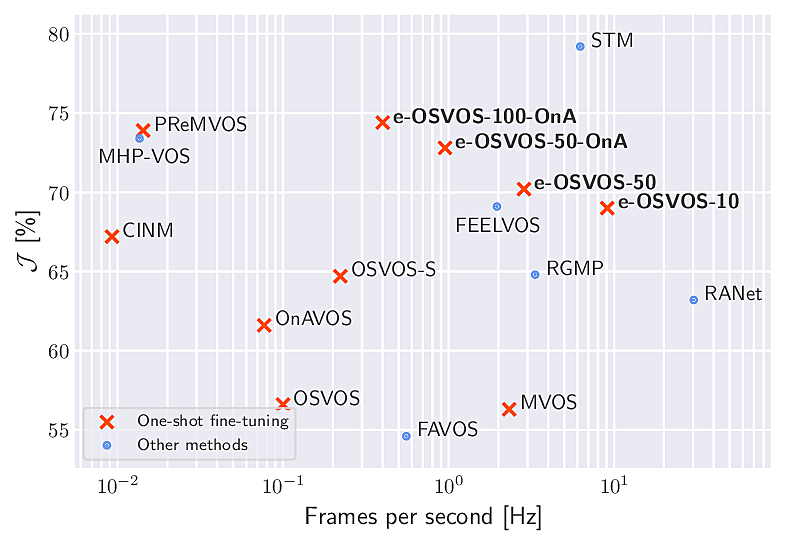 80
STM
75
e-OSVOS-100-OnA
PReMVOS
e-OSVOS-50-OnA
MHP-VOS
70
e-OSVOS-50
e-OSVOS-10
FEELVOS
CINM
𝒥 [%]
65
OSVOS-S
RGMP
RANet
OnAVOS
60
OSVOS
MVOS
One-shot fine-tuning
Other methods
FAVOS
55
10⁻² 10⁻¹ 10⁰ 10¹
Frames per second [Hz]